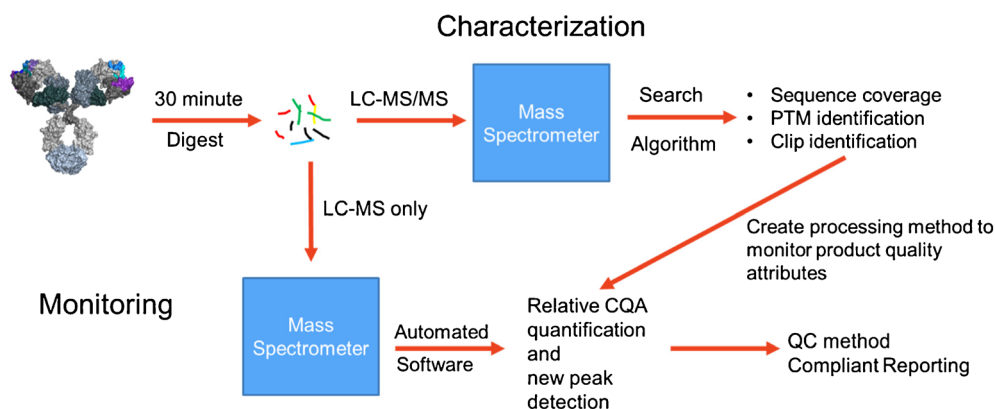 Characterization
30 minute
Digest
LC-MS/MS
Mass
Spectrometer
Search
Algorithm
• Sequence coverage
• PTM identification
• Clip identification
LC-MS only
Create processing method to
monitor product quality
attributes
Monitoring
Mass
Spectrometer
Automated
Software
Relative CQA
quantification
and
new peak
detection
QC method
Compliant Reporting